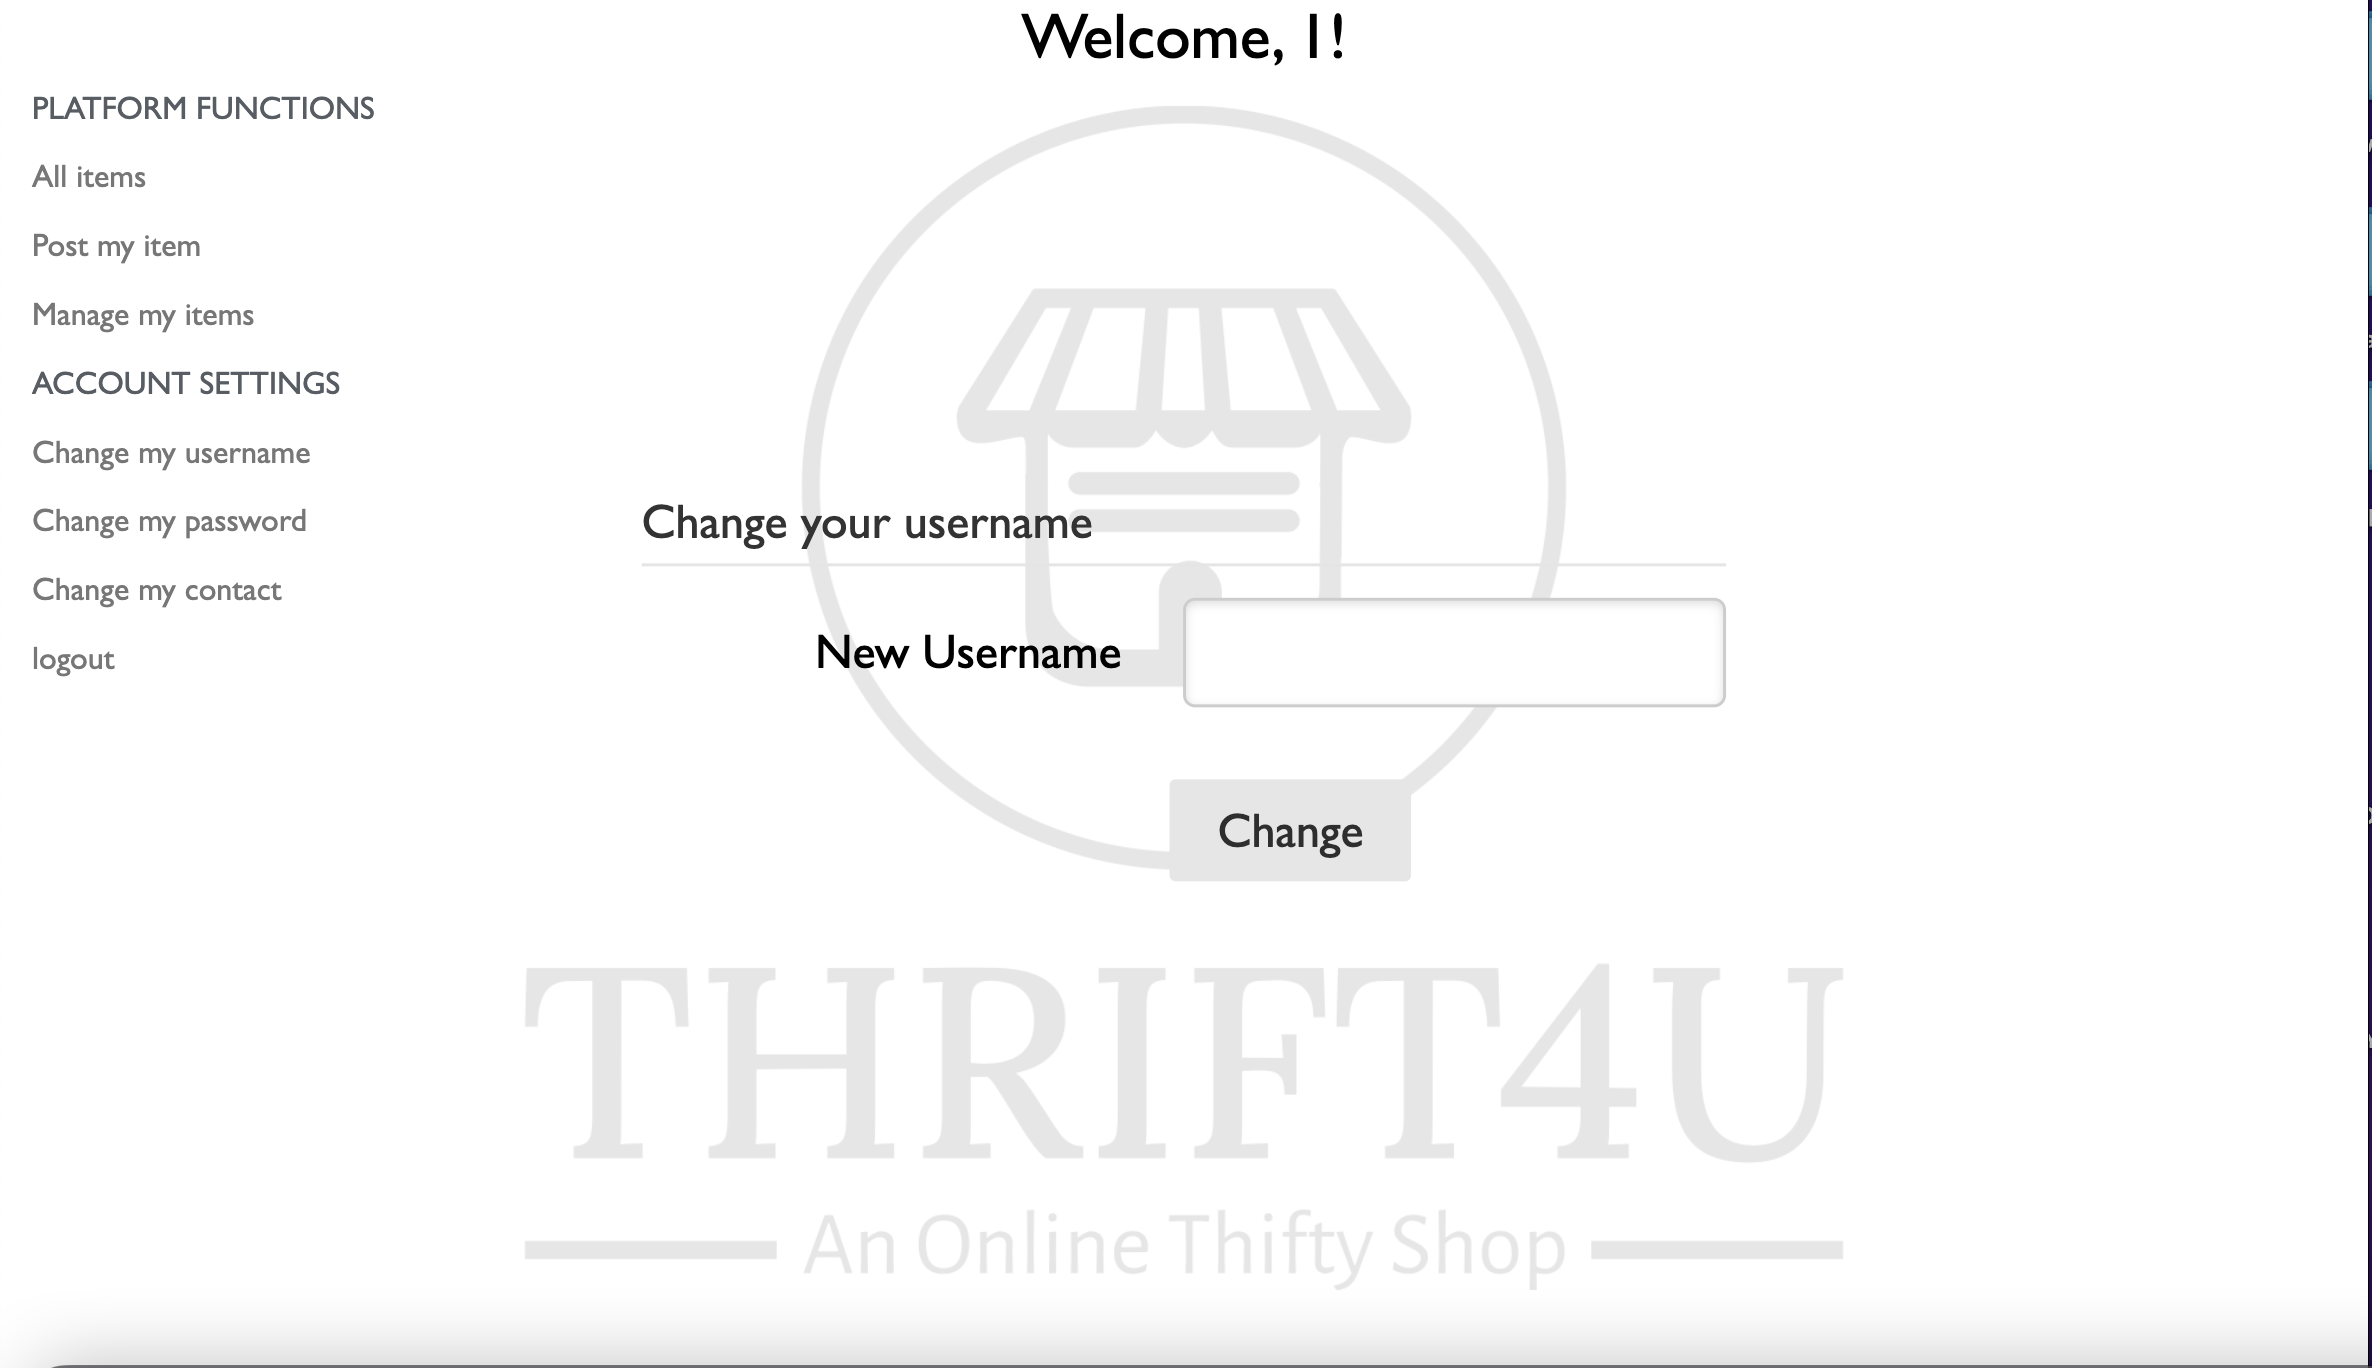 Welcome, 1!
PLATFORM FUNCTIONS
All items
Post my item
Manage my items
ACCOUNT SETTINGS
Change my username
Change my password
Change my contact
logout
Change your username
New Username
Change
THRIFT4U
An Online Thifty Shop